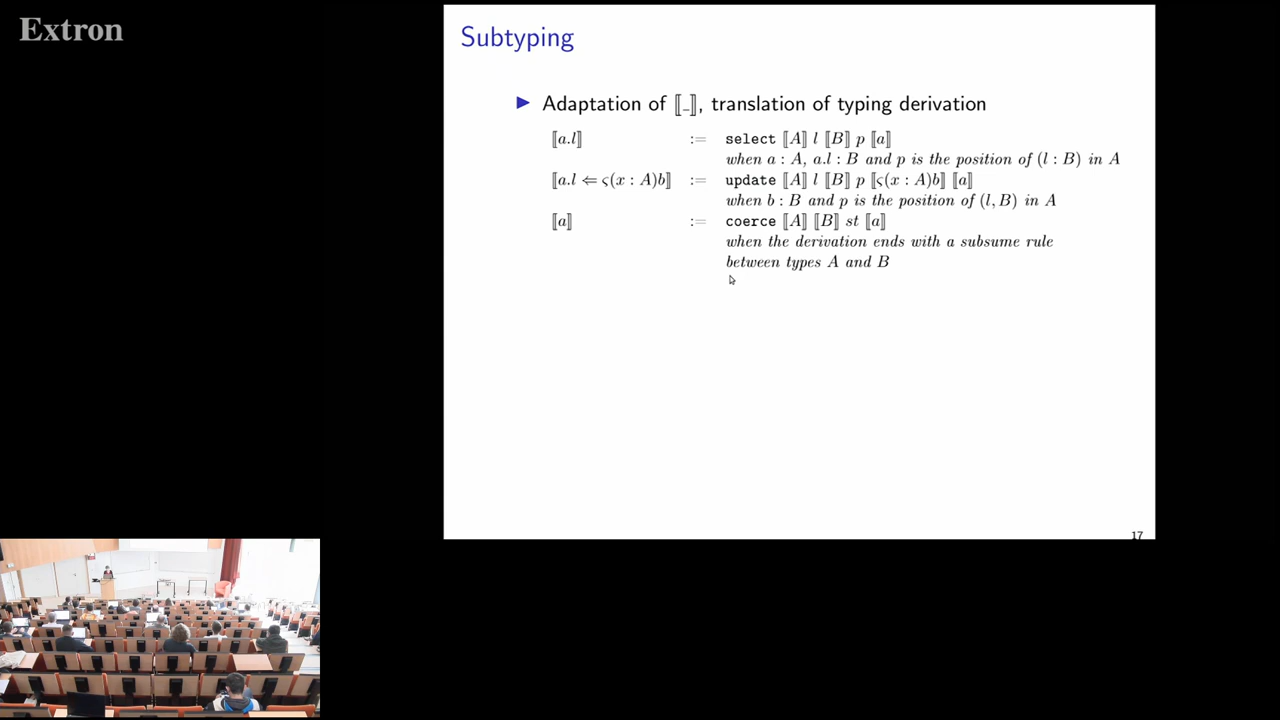 Extron
Subtyping
▶ Adaptation of ⟦_⟧, translation of typing derivation
⟦a.l⟧ := select ⟦A⟧ l ⟦B⟧ p ⟦a⟧
when a : A, a.l : B and p is the position of (l : B) in A
⟦a.l ⇐ ς(x : A)b⟧ := update ⟦A⟧ l ⟦B⟧ p ⟦ς(x : A)b⟧ ⟦a⟧
when b : B and p is the position of (l, B) in A
⟦a⟧ := coerce ⟦A⟧ ⟦B⟧ st ⟦a⟧
when the derivation ends with a subsume rule
between types A and B
17